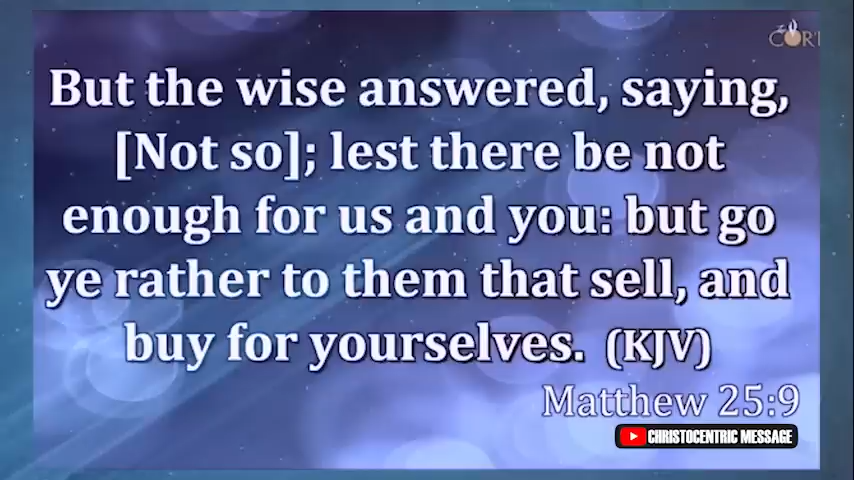 But the wise answered, saying,
[Not so]; lest there be not
enough for us and you: but go
ye rather to them that sell, and
buy for yourselves. (KJV)
Matthew 25:9
CHRISTOCENTRIC MESSAGE